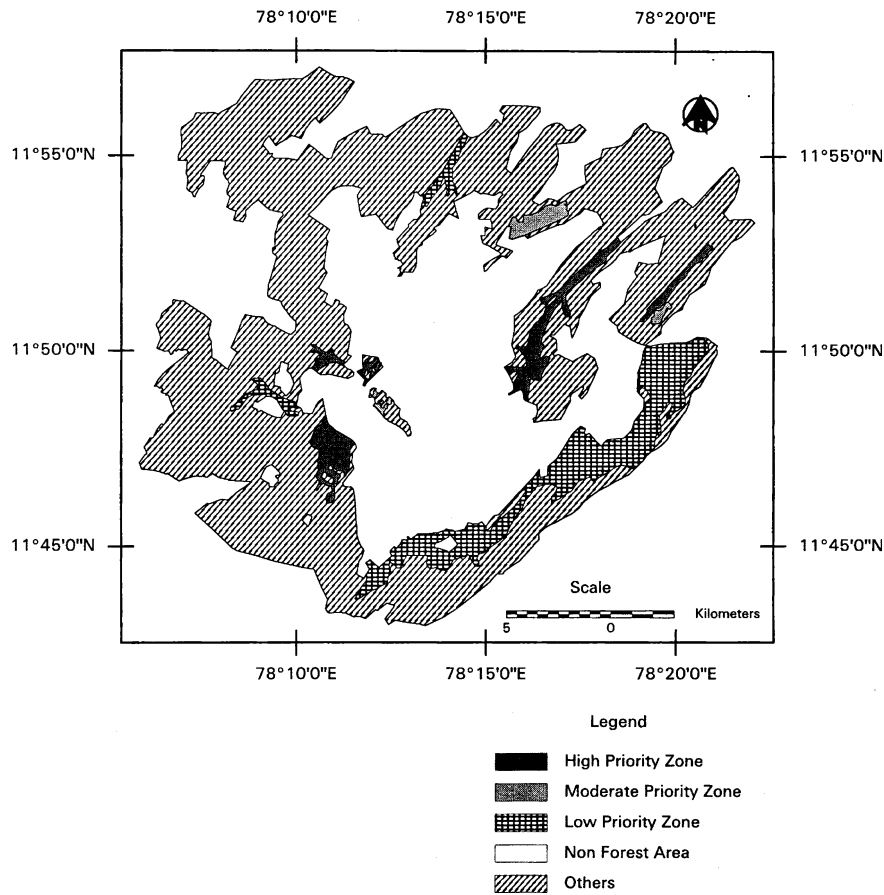 78°10'0"E 78°15'0"E 78°20'0"E
11°55'0"N 11°55'0"N
N
11°50'0"N 11°50'0"N
11°45'0"N 11°45'0"N
Scale
Kilometers
5 0
78°10'0"E 78°15'0"E 78°20'0"E
Legend
High Priority Zone
Moderate Priority Zone
Low Priority Zone
Non Forest Area
Others